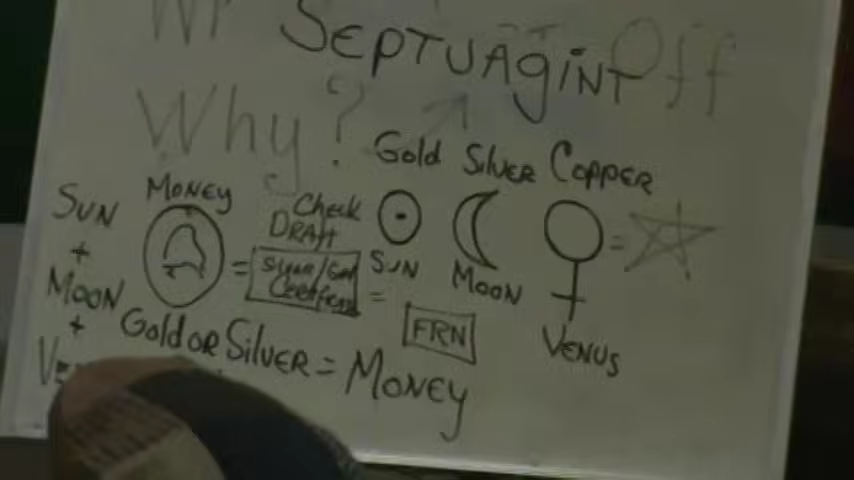 SEPTUAgiNT Off
Why?
Gold SilvER COPPER
MONEY
SUN
+
MOON
+
Check
DRAft
=
Silver/Gold
=
SUN
MOON
=
VENUS
FRN
Gold OR SilvER = MONEY